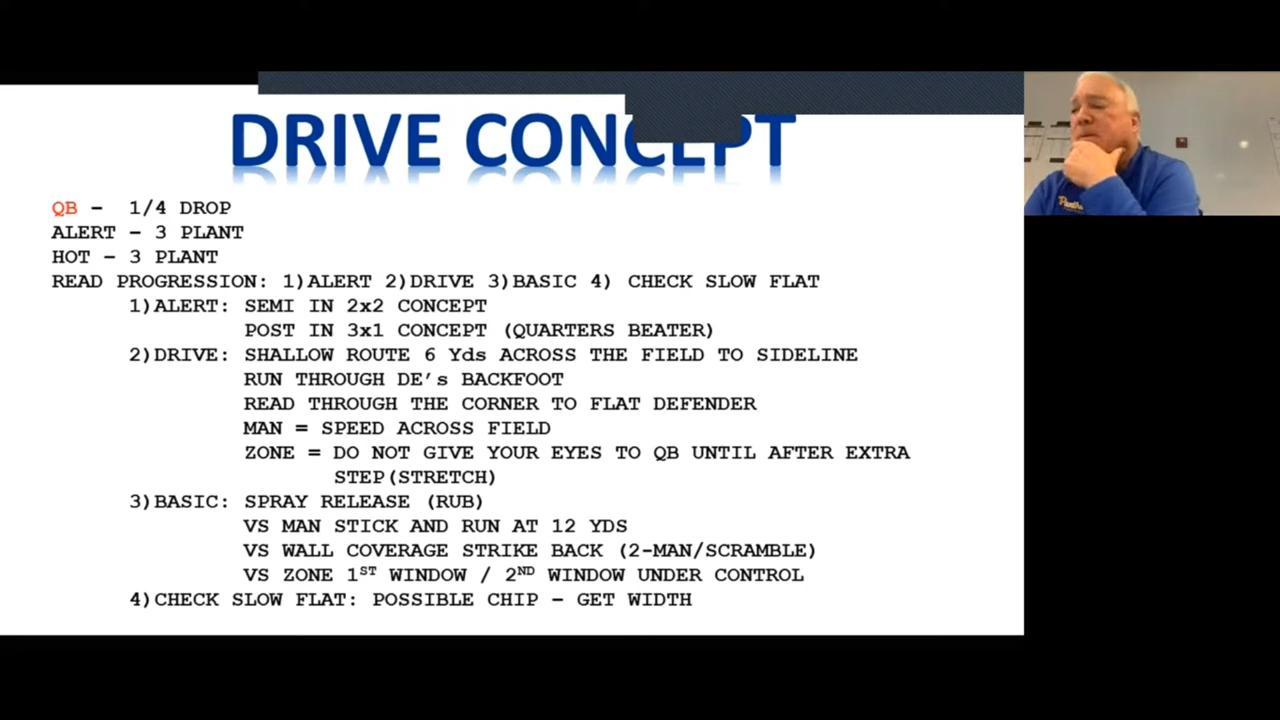 DRIVE CONCEPT
QB – 1/4 DROP
ALERT – 3 PLANT
HOT – 3 PLANT
READ PROGRESSION: 1)ALERT 2)DRIVE 3)BASIC 4) CHECK SLOW FLAT
1)ALERT: SEMI IN 2x2 CONCEPT
POST IN 3x1 CONCEPT (QUARTERS BEATER)
2)DRIVE: SHALLOW ROUTE 6 Yds ACROSS THE FIELD TO SIDELINE
RUN THROUGH DE's BACKFOOT
READ THROUGH THE CORNER TO FLAT DEFENDER
MAN = SPEED ACROSS FIELD
ZONE = DO NOT GIVE YOUR EYES TO QB UNTIL AFTER EXTRA
STEP(STRETCH)
3)BASIC: SPRAY RELEASE (RUB)
VS MAN STICK AND RUN AT 12 YDS
VS WALL COVERAGE STRIKE BACK (2-MAN/SCRAMBLE)
VS ZONE 1ST WINDOW / 2ND WINDOW UNDER CONTROL
4)CHECK SLOW FLAT: POSSIBLE CHIP – GET WIDTH